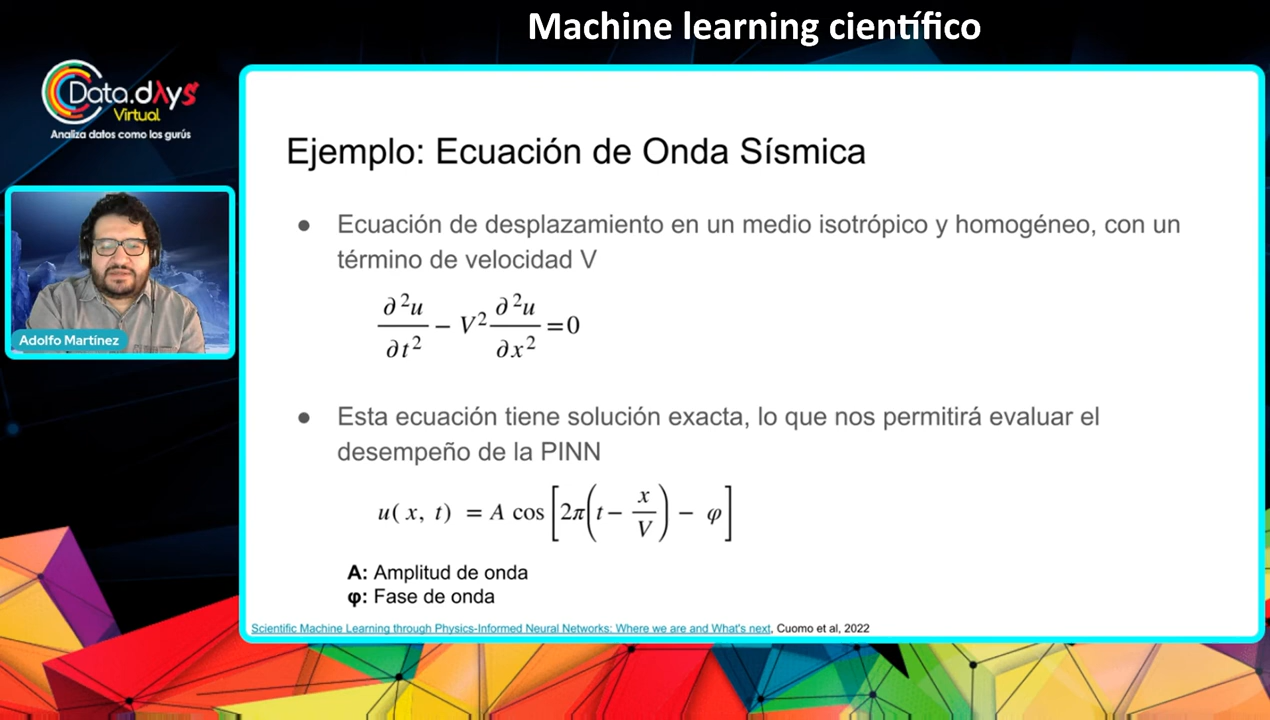 Machine learning científico
Data.dλys
Virtual
Analiza datos como los gurús
Adolfo Martínez
Ejemplo: Ecuación de Onda Sísmica
● Ecuación de desplazamiento en un medio isotrópico y homogéneo, con un
término de velocidad V
∂²u/∂t² − V² ∂²u/∂x² = 0
● Esta ecuación tiene solución exacta, lo que nos permitirá evaluar el
desempeño de la PINN
u( x, t) = A cos [2π(t − x/V) − φ]
A: Amplitud de onda
φ: Fase de onda
Scientific Machine Learning through Physics-Informed Neural Networks: Where we are and What's next, Cuomo et al, 2022